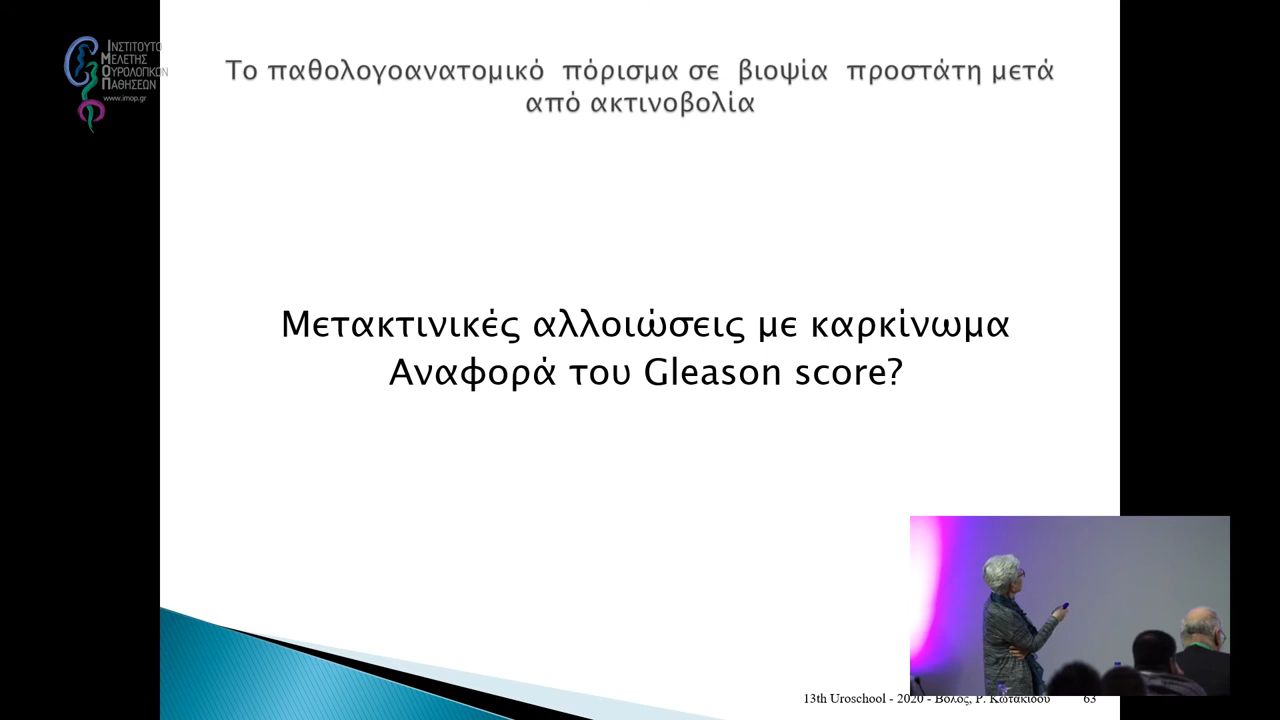 ΙΝΣΤΙΤΟΥΤΟ
ΜΕΛΕΤΗΣ
ΟΥΡΟΛΟΓΙΚΩΝ
ΠΑΘΗΣΕΩΝ
www.imop.gr
Το παθολογοανατομικό πόρισμα σε βιοψία προστάτη μετά
από ακτινοβολία
Μετακτινικές αλλοιώσεις με καρκίνωμα
Αναφορά του Gleason score?
13th Uroschool - 2020 - Βόλος, Ρ. Κωτακίδου 63